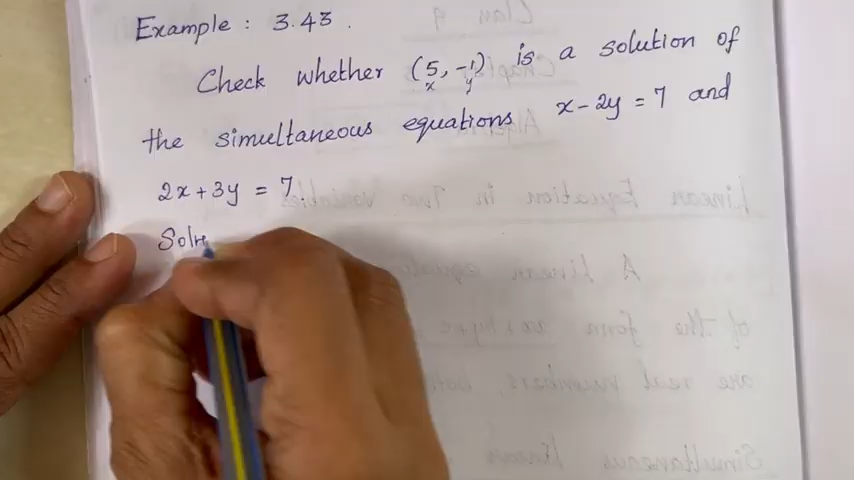 Example : 3.43.
Check whether (5, -1) is a solution of
x y
the simultaneous equations x - 2y = 7 and
2x + 3y = 7.
Soln